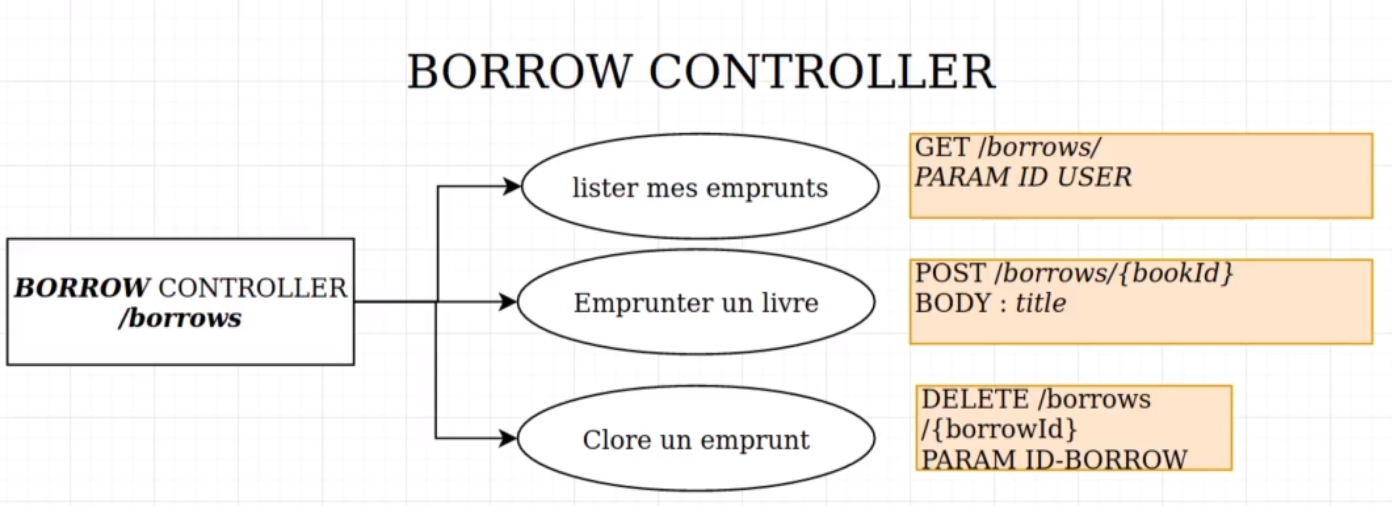 BORROW CONTROLLER
BORROW CONTROLLER
/borrows
lister mes emprunts
GET /borrows/
PARAM ID USER
Emprunter un livre
POST /borrows/{bookId}
BODY : title
Clore un emprunt
DELETE /borrows
/{borrowId}
PARAM ID-BORROW